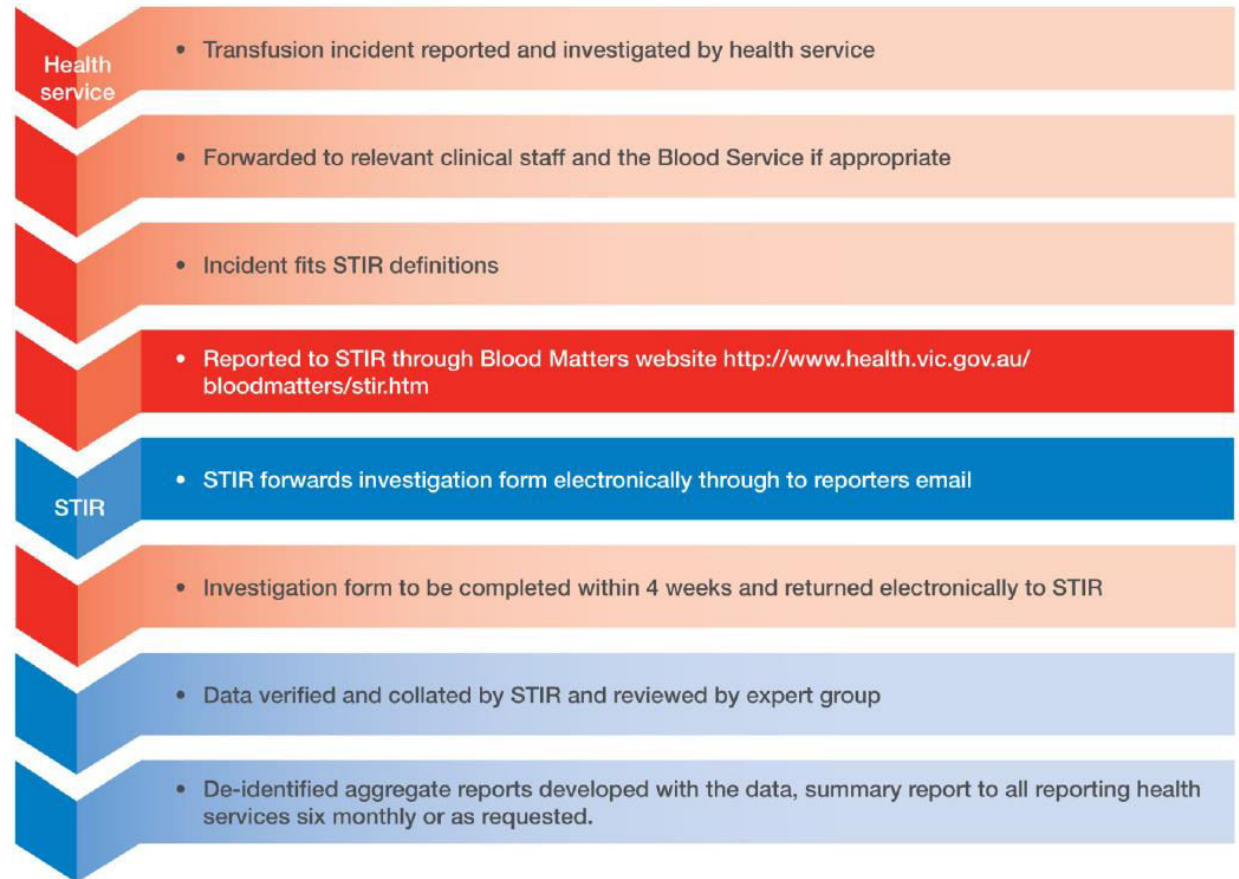 Health
service
• Transfusion incident reported and investigated by health service
• Forwarded to relevant clinical staff and the Blood Service if appropriate
• Incident fits STIR definitions
• Reported to STIR through Blood Matters website http://www.health.vic.gov.au/
bloodmatters/stir.htm
STIR
• STIR forwards investigation form electronically through to reporters email
• Investigation form to be completed within 4 weeks and returned electronically to STIR
• Data verified and collated by STIR and reviewed by expert group
• De-identified aggregate reports developed with the data, summary report to all reporting health
services six monthly or as requested.